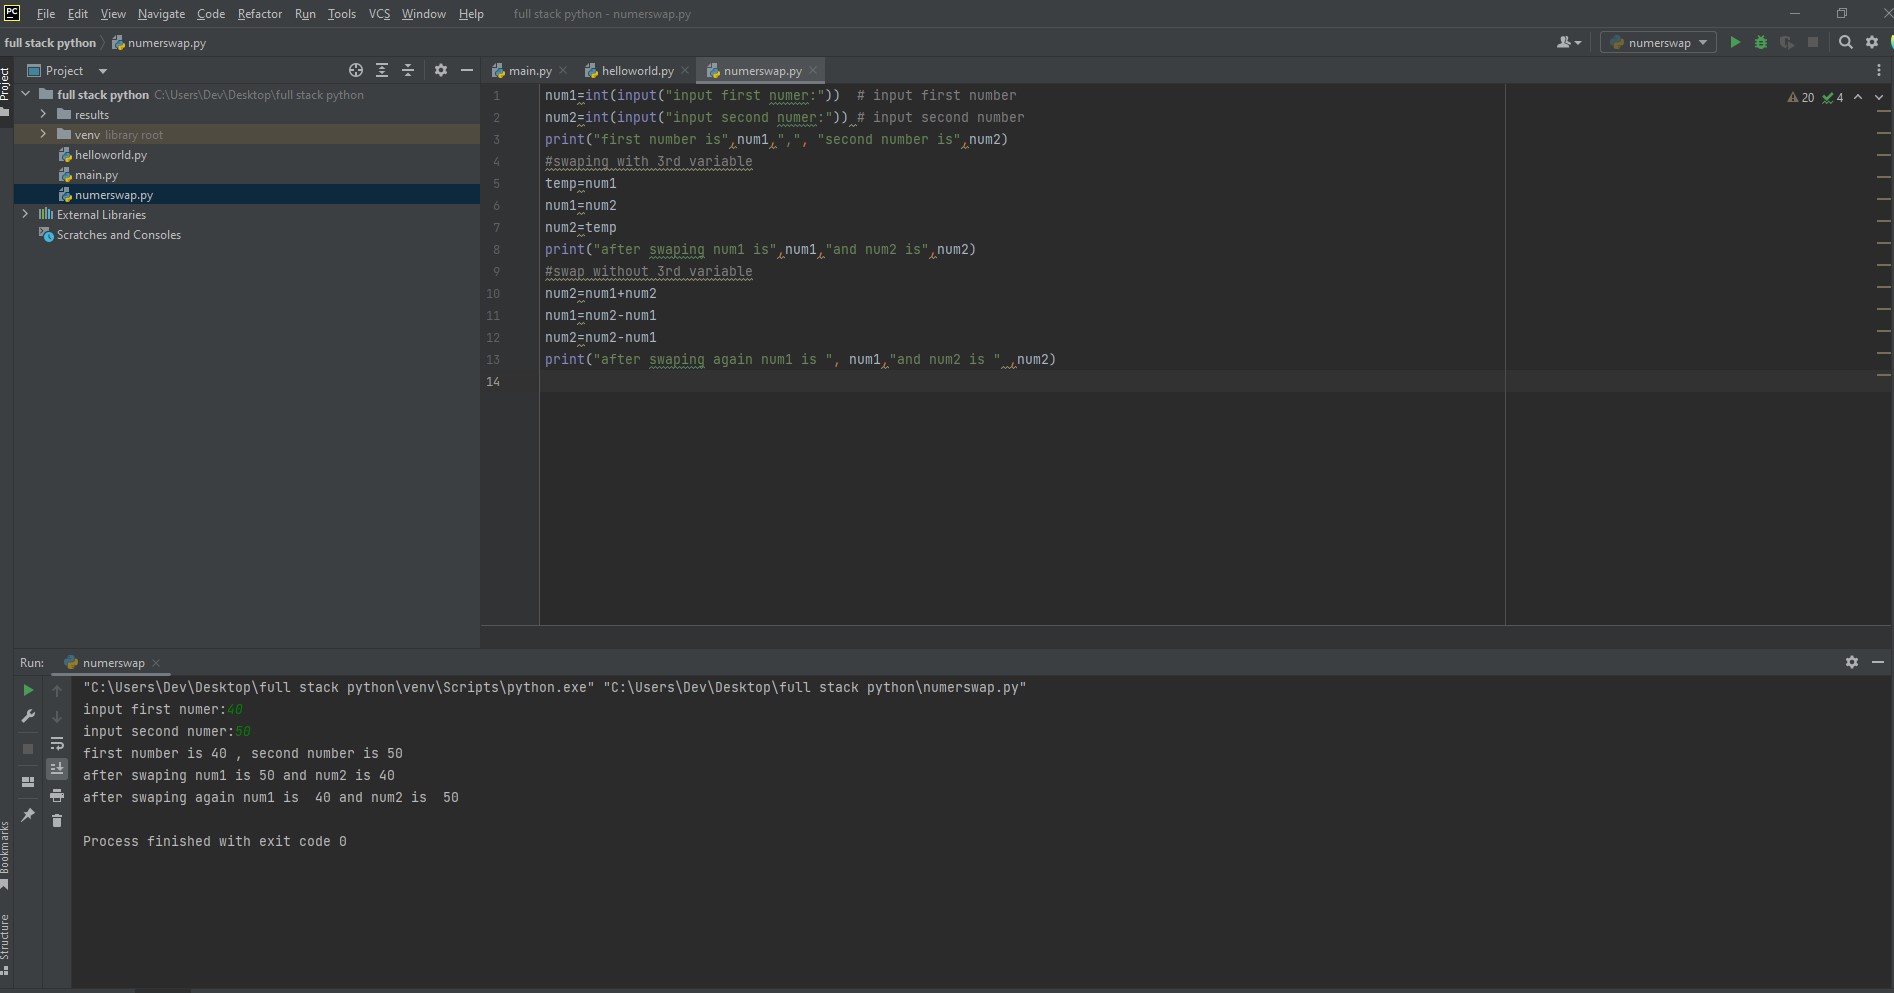 PC File Edit View Navigate Code Refactor Run Tools VCS Window Help full stack python - numerswap.py
full stack python numerswap.py numerswap
Project
Project
main.py helloworld.py numerswap.py
full stack python C:\Users\Dev\Desktop\full stack python
results
venv library root
helloworld.py
main.py
numerswap.py
External Libraries
Scratches and Consoles
20 4
1 num1=int(input("input first numer:"))  # input first number
2 num2=int(input("input second numer:")) # input second number
3 print("first number is",num1,",", "second number is",num2)
4 #swaping with 3rd variable
5 temp=num1
6 num1=num2
7 num2=temp
8 print("after swaping num1 is",num1,"and num2 is",num2)
9 #swap without 3rd variable
10 num2=num1+num2
11 num1=num2-num1
12 num2=num2-num1
13 print("after swaping again num1 is ", num1,"and num2 is " ,num2)
14
Run: numerswap
"C:\Users\Dev\Desktop\full stack python\venv\Scripts\python.exe" "C:\Users\Dev\Desktop\full stack python\numerswap.py"
input first numer:40
input second numer:50
first number is 40 , second number is 50
after swaping num1 is 50 and num2 is 40
after swaping again num1 is  40 and num2 is  50
Process finished with exit code 0
Bookmarks
Structure